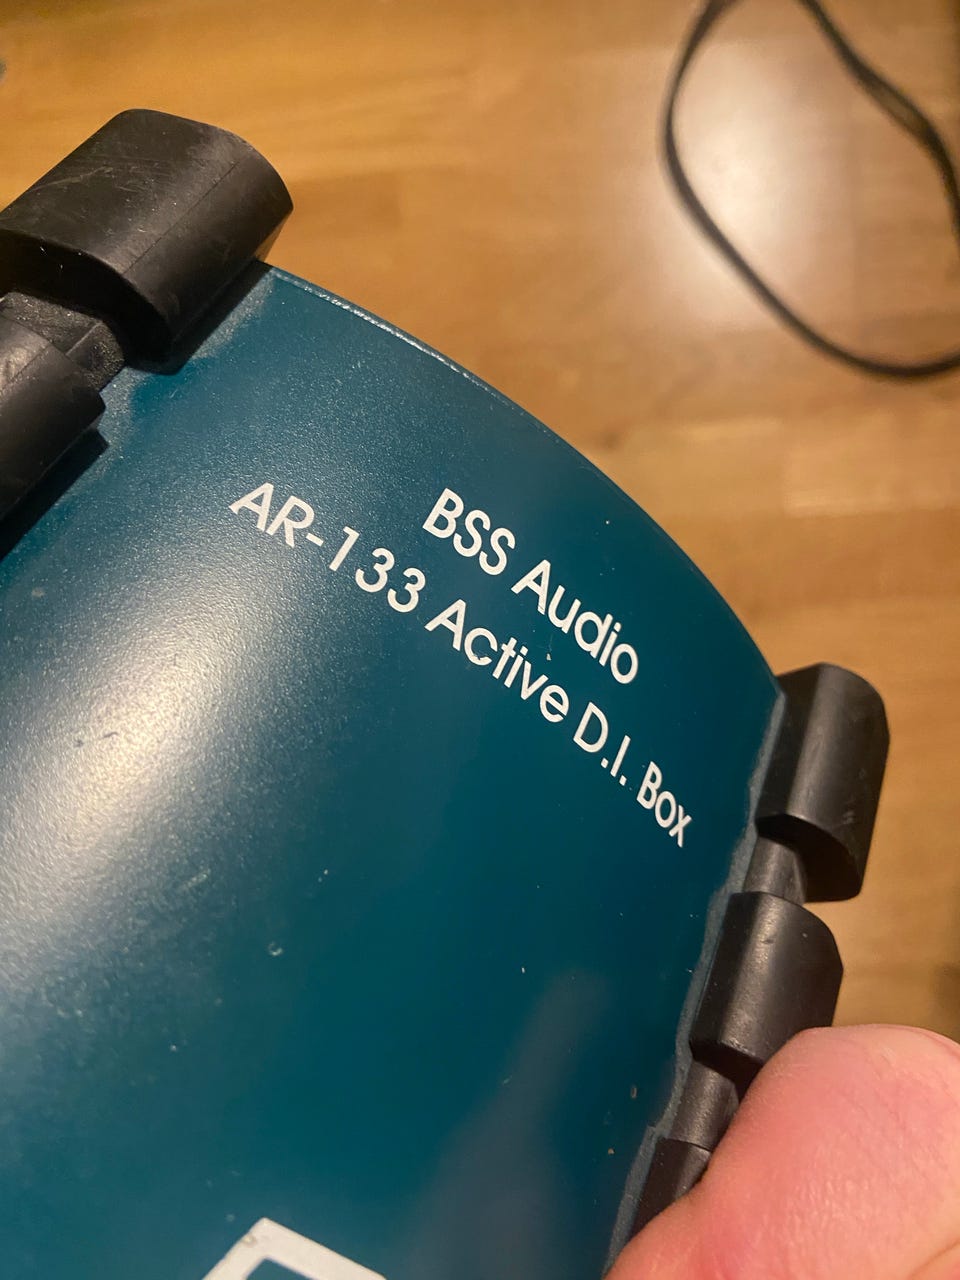 BSS Audio
AR-133 Active D.I. Box